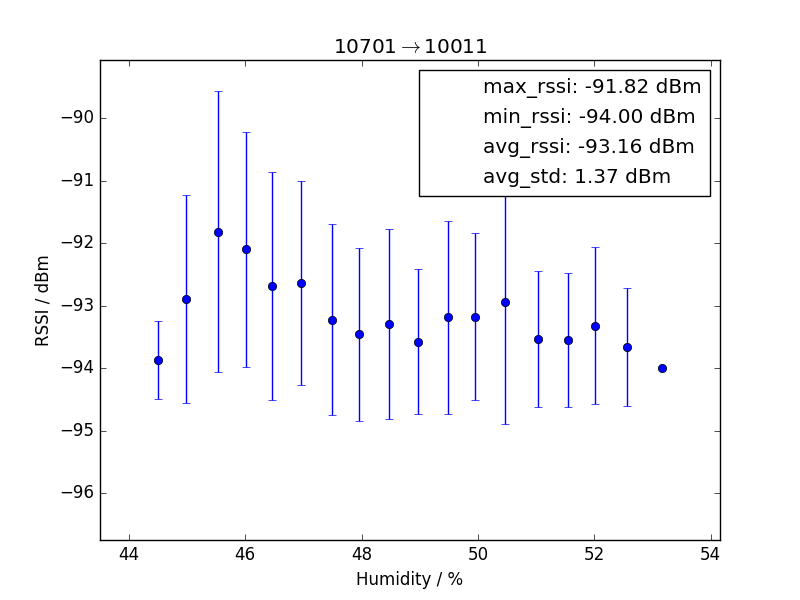 10701→10011
max_rssi: -91.82 dBm
min_rssi: -94.00 dBm
avg_rssi: -93.16 dBm
avg_std: 1.37 dBm
RSSI / dBm
−90
−91
−92
−93
−94
−95
−96
44 46 48 50 52 54
Humidity / %